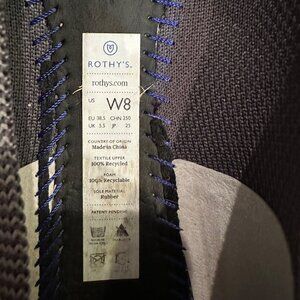 ROTHY'S.
rothys.com
US W8
EU 38.5 CHN 250
UK 5.5 JP 25
COUNTRY OF ORIGIN
Made in China
TEXTILE UPPER
100% Recycled
FOAM
100% Recyclable
SOLE MATERIAL
Rubber
PATENT PENDING